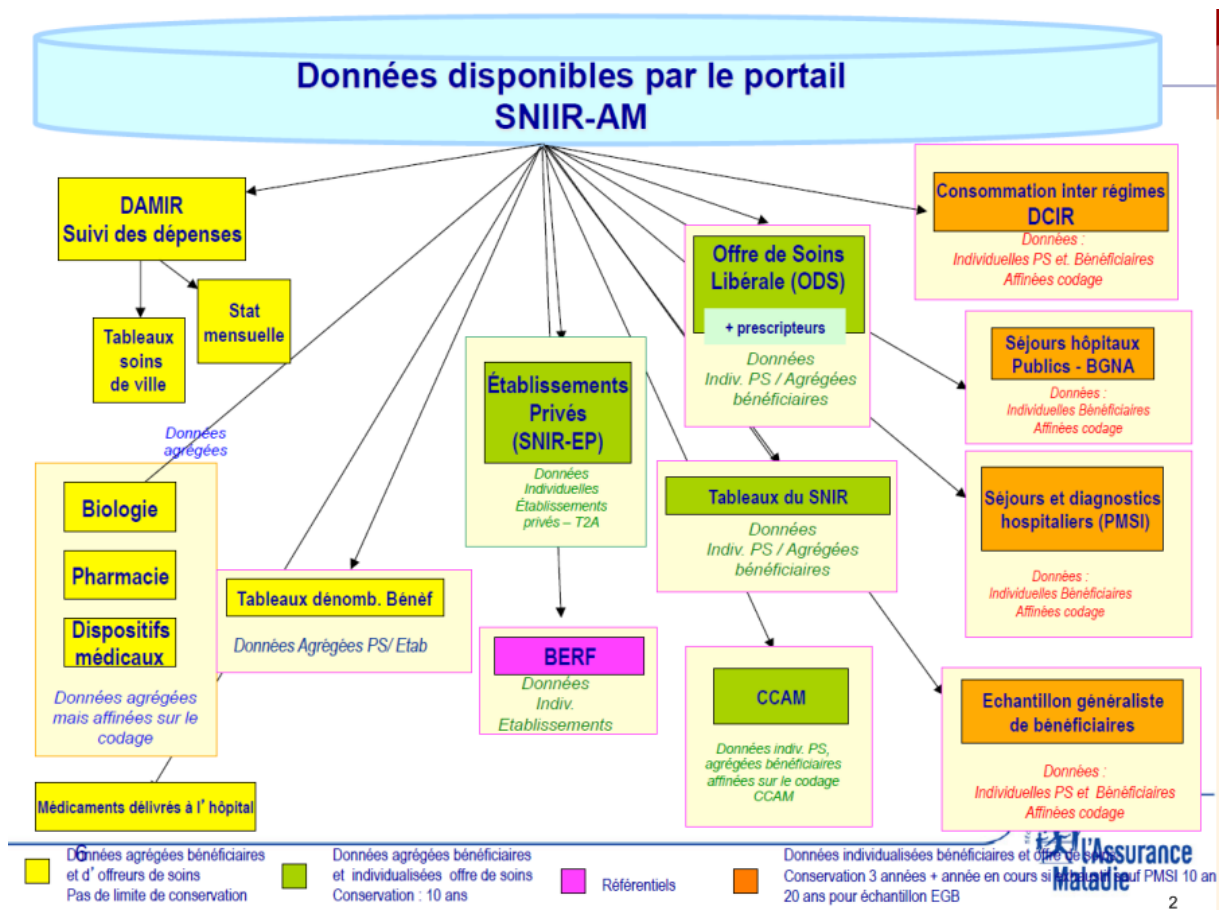 Données disponibles par le portail
SNIIR-AM
DAMIR
Suivi des dépenses
Tableaux
soins
de ville
Stat
mensuelle
Données
agrégées
Biologie
Pharmacie
Dispositifs
médicaux
Données agrégées
mais affinées sur le
codage
Médicaments délivrés à l' hôpital
Tableaux dénomb. Bénéf
Données Agrégées PS/ Etab
Établissements
Privés
(SNIR-EP)
Données
Individuelles
Établissements
privés – T2A
BERF
Données
Indiv.
Etablissements
Offre de Soins
Libérale (ODS)
+ prescripteurs
Données
Indiv. PS / Agrégées
bénéficiaires
Tableaux du SNIR
Données
Indiv. PS / Agrégées
bénéficiaires
CCAM
Données indiv. PS,
agrégées bénéficiaires
affinées sur le codage
CCAM
Consommation inter régimes
DCIR
Données :
Individuelles PS et. Bénéficiaires
Affinées codage
Séjours hôpitaux
Publics - BGNA
Données :
Individuelles Bénéficiaires
Affinées codage
Séjours et diagnostics
hospitaliers (PMSI)
Données :
Individuelles Bénéficiaires
Affinées codage
Echantillon généraliste
de bénéficiaires
Données :
Individuelles PS et Bénéficiaires
Affinées codage
6
Données agrégées bénéficiaires
et d' offreurs de soins
Pas de limite de conservation
Données agrégées bénéficiaires
et individualisées offre de soins
Conservation : 10 ans
Référentiels
Données individualisées bénéficiaires et offre de soins
Conservation 3 années + année en cours si exhaustif sauf PMSI 10 an
20 ans pour échantillon EGB
l'Assurance
Maladie
2